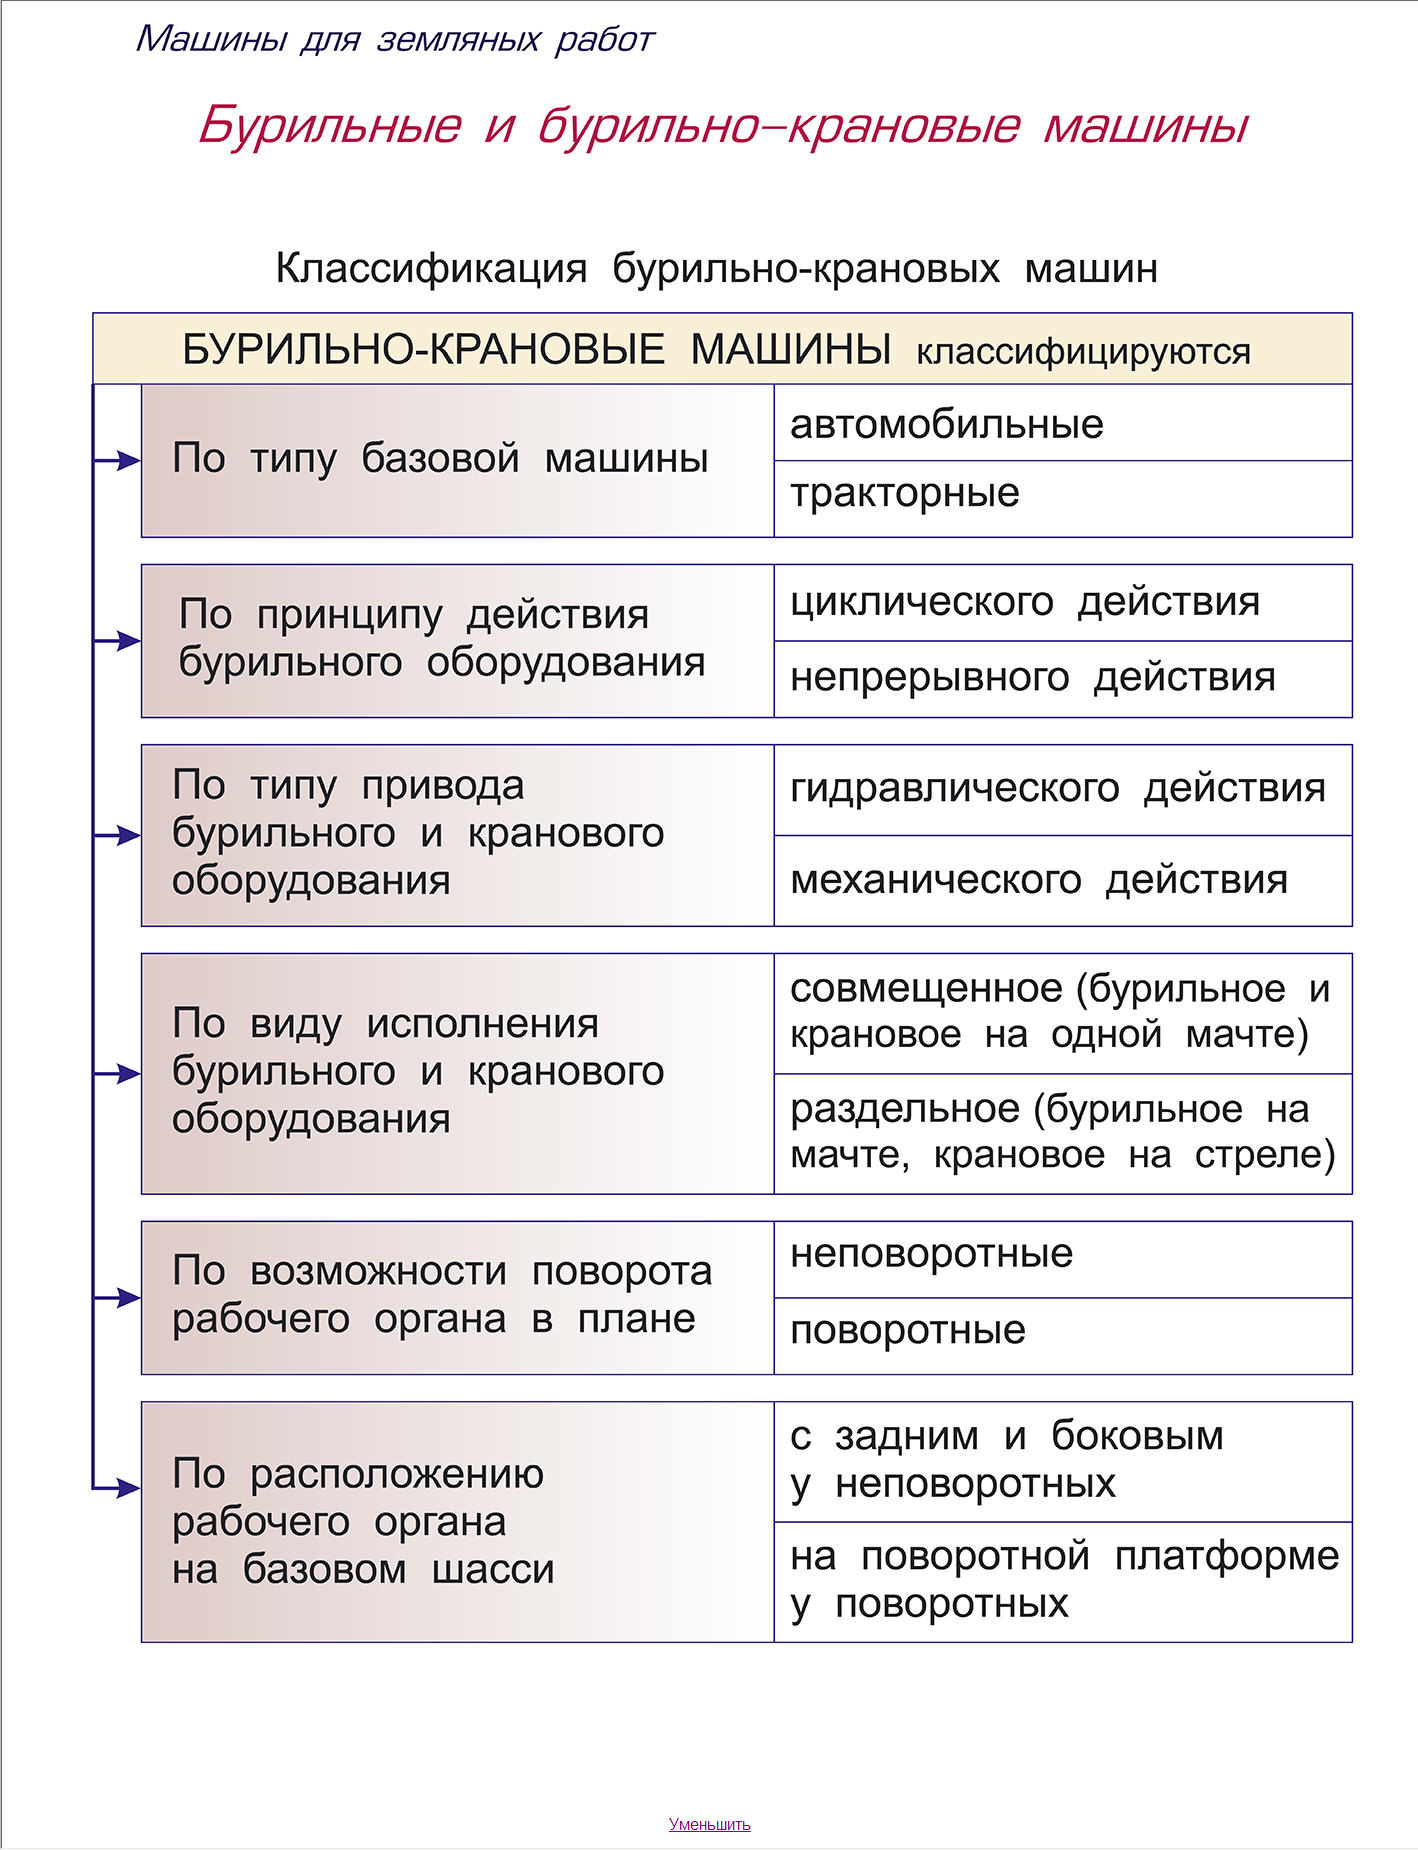 Машины для земляных работ
Бурильные и бурильно-крановые машины
Классификация бурильно-крановых машин
БУРИЛЬНО-КРАНОВЫЕ МАШИНЫ классифицируются
По типу базовой машины
автомобильные
тракторные
По принципу действия
бурильного оборудования
циклического действия
непрерывного действия
По типу привода
бурильного и кранового
оборудования
гидравлического действия
механического действия
По виду исполнения
бурильного и кранового
оборудования
совмещенное (бурильное и
крановое на одной мачте)
раздельное (бурильное на
мачте, крановое на стреле)
По возможности поворота
рабочего органа в плане
неповоротные
поворотные
По расположению
рабочего органа
на базовом шасси
с задним и боковым
у неповоротных
на поворотной платформе
у поворотных
Уменьшить